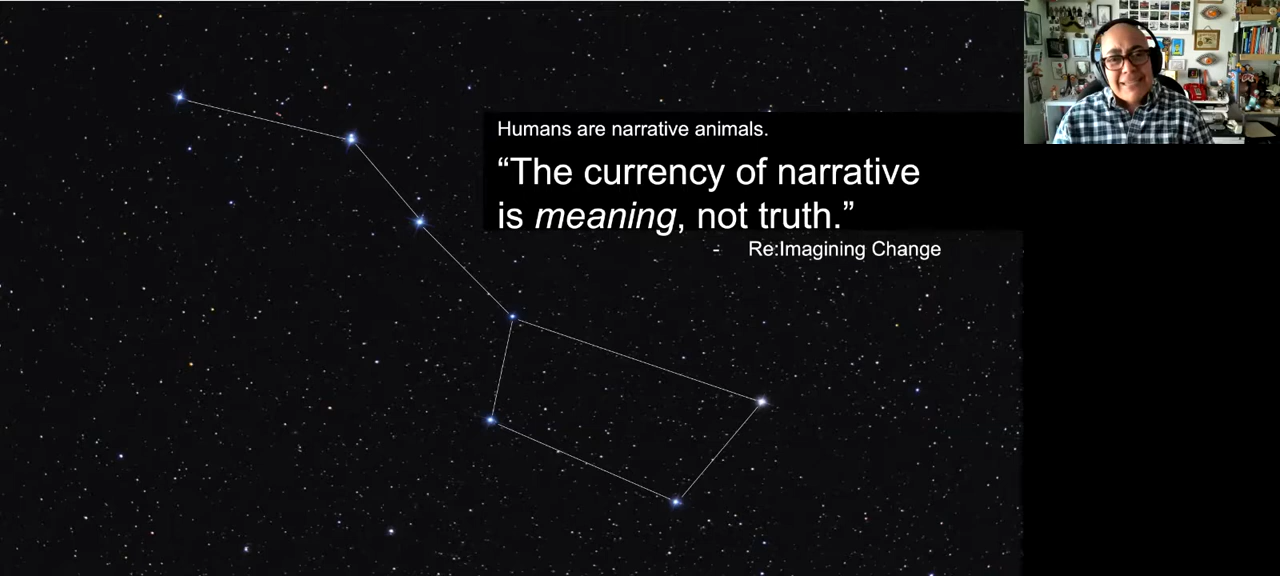 Humans are narrative animals.
“The currency of narrative
is meaning, not truth.”
- Re:Imagining Change